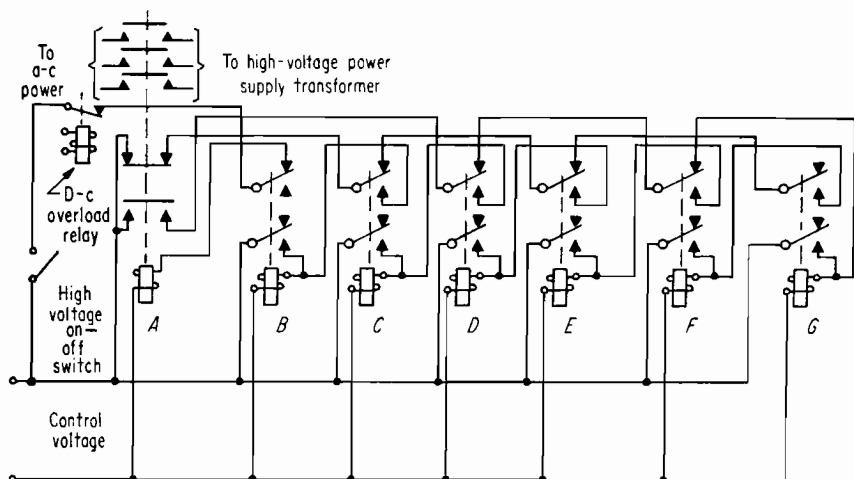 To
a-c
power
To high-voltage power
supply transformer
D-c
overload
relay
High
voltage
on—
off
switch
A
B
C
D
E
F
G
Control
voltage